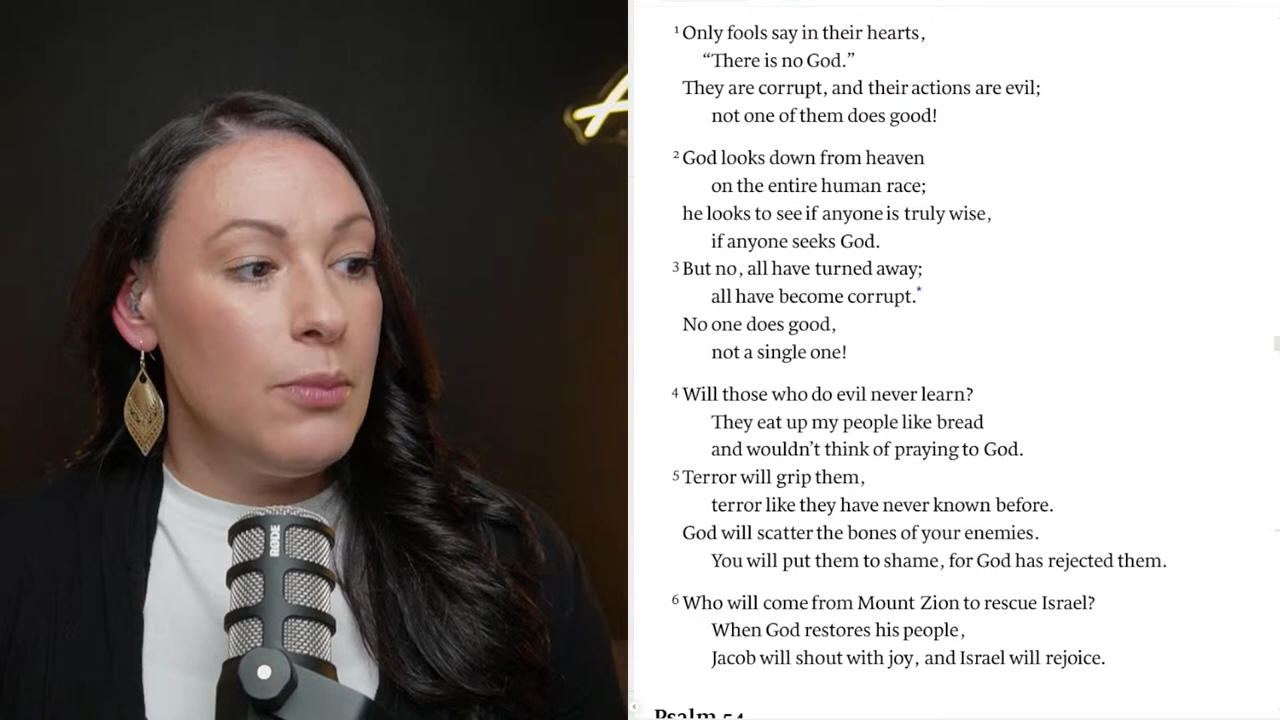 ¹ Only fools say in their hearts,
“There is no God.”
They are corrupt, and their actions are evil;
not one of them does good!
² God looks down from heaven
on the entire human race;
he looks to see if anyone is truly wise,
if anyone seeks God.
³ But no, all have turned away;
all have become corrupt.*
No one does good,
not a single one!
⁴ Will those who do evil never learn?
They eat up my people like bread
and wouldn’t think of praying to God.
⁵ Terror will grip them,
terror like they have never known before.
God will scatter the bones of your enemies.
You will put them to shame, for God has rejected them.
⁶ Who will come from Mount Zion to rescue Israel?
When God restores his people,
Jacob will shout with joy, and Israel will rejoice.
Psalm 54
RØDE